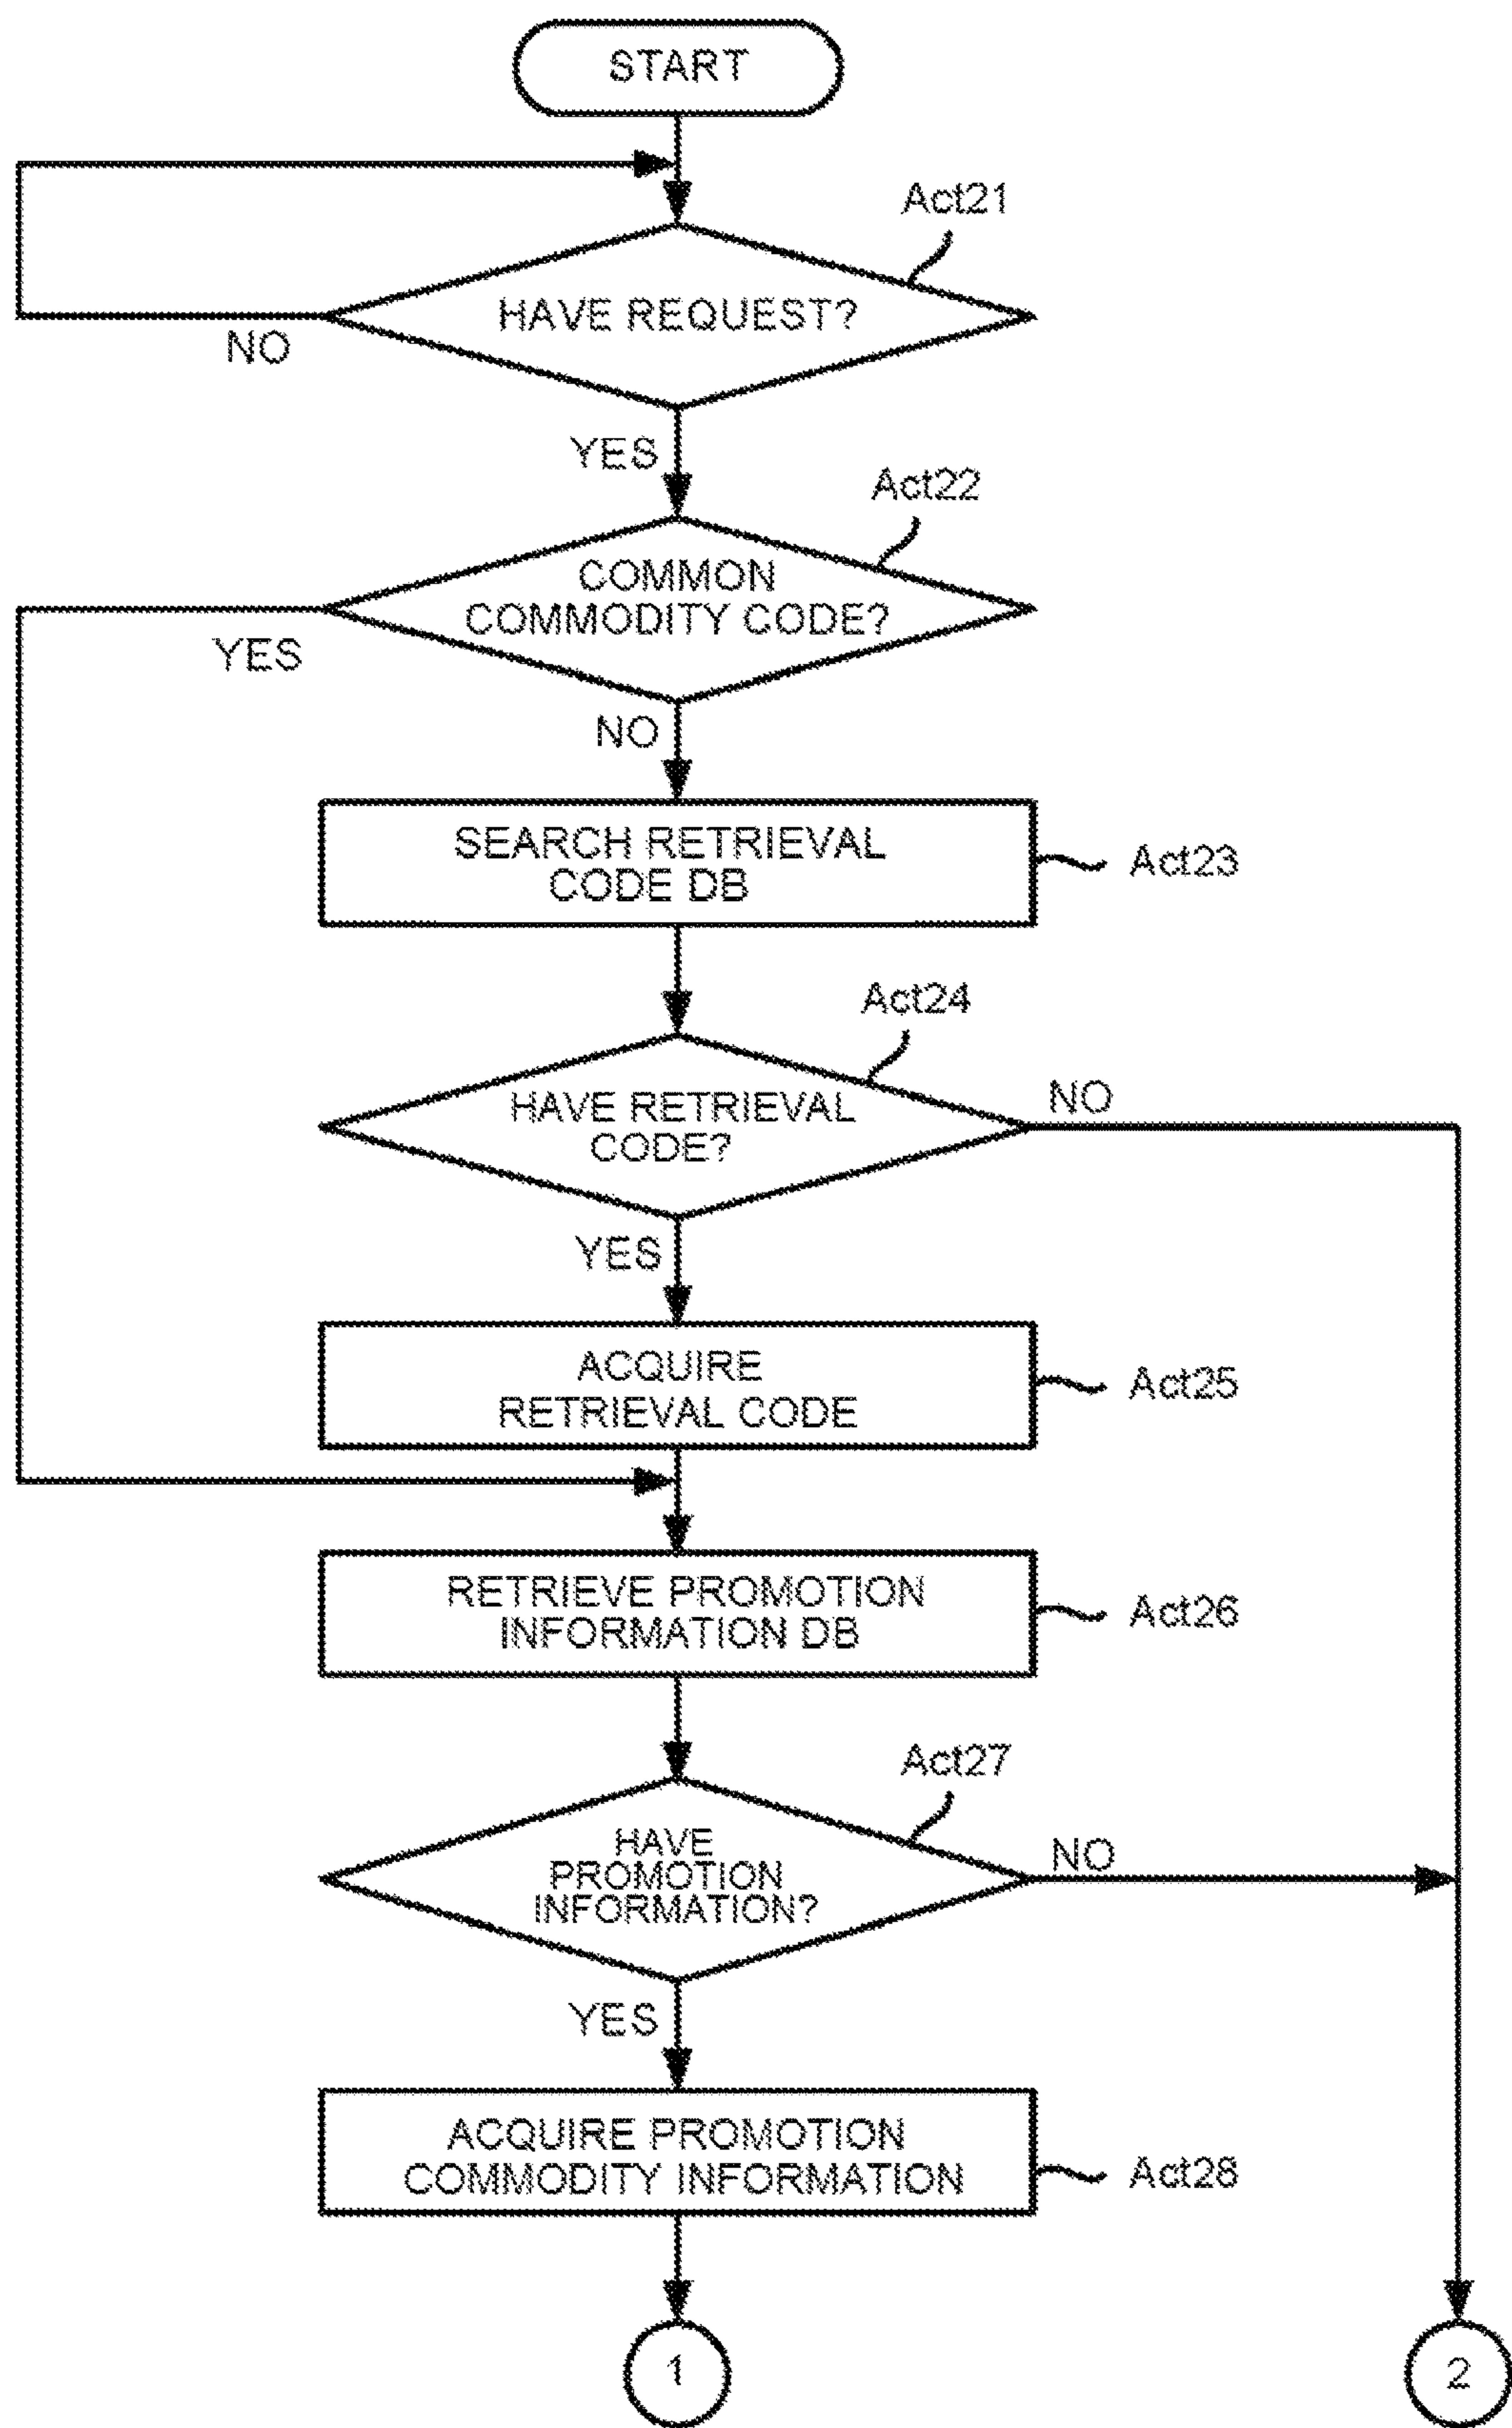 START
Act21
HAVE REQUEST?
NO
YES
Act22
COMMON
COMMODITY CODE?
YES
NO
SEARCH RETRIEVAL
CODE DB
Act23
Act24
HAVE RETRIEVAL
CODE?
NO
YES
ACQUIRE
RETRIEVAL CODE
Act25
RETRIEVE PROMOTION
INFORMATION DB
Act26
Act27
HAVE
PROMOTION
INFORMATION?
NO
YES
ACQUIRE PROMOTION
COMMODITY INFORMATION
Act28
1
2